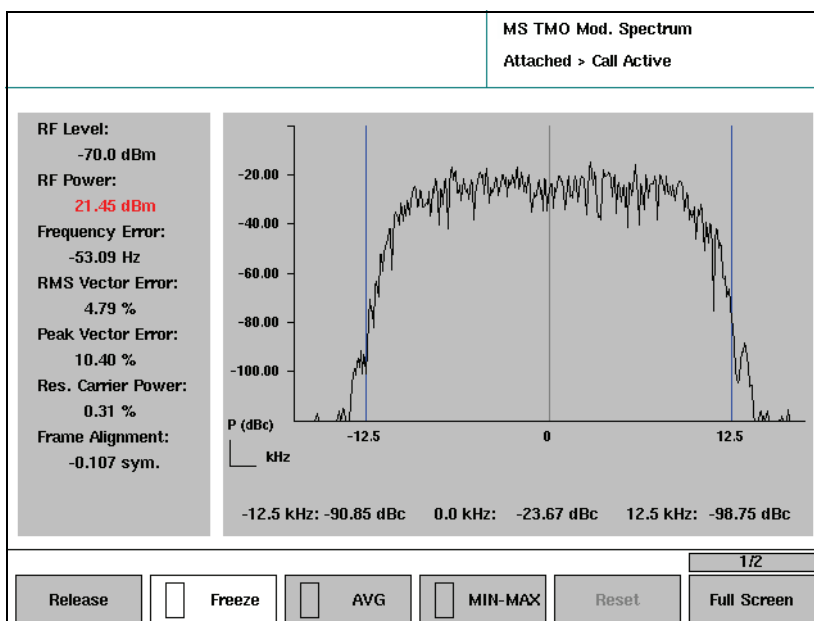 MS TMO Mod. Spectrum
Attached > Call Active
RF Level:
-70.0 dBm
RF Power:
21.45 dBm
Frequency Error:
-53.09 Hz
RMS Vector Error:
4.79 %
Peak Vector Error:
10.40 %
Res. Carrier Power:
0.31 %
Frame Alignment:
-0.107 sym.
-20.00
-40.00
-60.00
-80.00
-100.00
P (dBc)
kHz
-12.5
0
12.5
-12.5 kHz: -90.85 dBc 0.0 kHz: -23.67 dBc 12.5 kHz: -98.75 dBc
1/2
Release Freeze AVG MIN-MAX Reset Full Screen